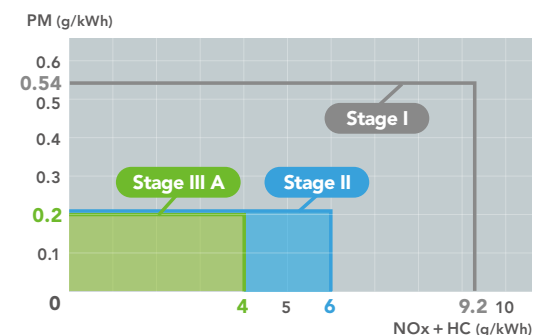 PM (g/kWh)
0.6
0.54
0.5
Stage I
0.4
0.3
Stage III A
Stage II
0.2
0.1
0
4
5
6
9.2
10
NOx + HC (g/kWh)